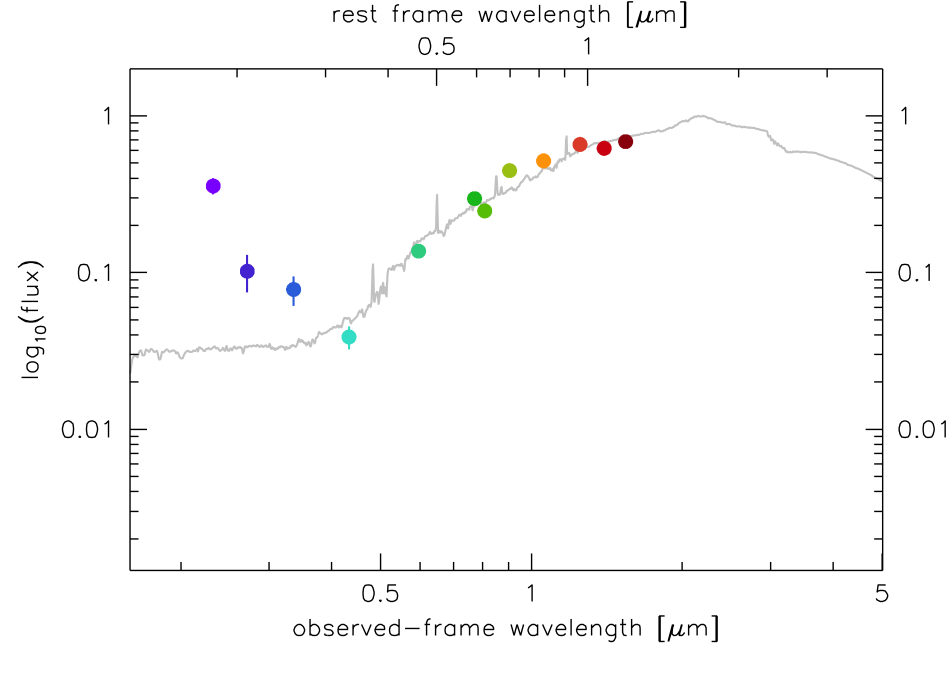 rest frame wavelength [μm]
0.5 1
1 1
0.1 0.1
0.01 0.01
log10(flux)
0.5 1 5
observed-frame wavelength [μm]